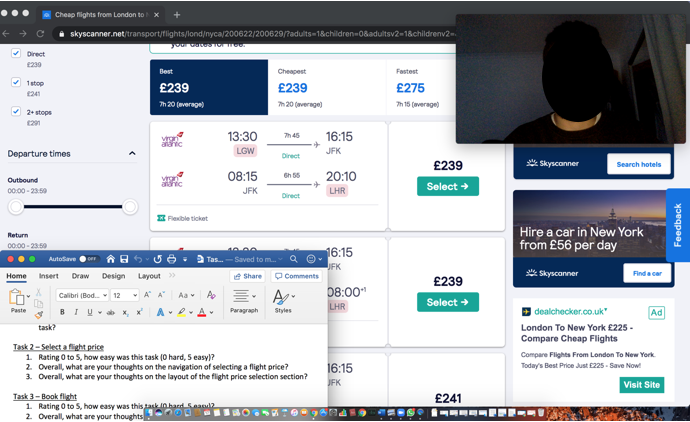 Cheap flights from London to
skyscanner.net/transport/flights/lond/nyca/200622/200629/?adults=1&children=0&adultsv2=1&childrenv2=
your dates for free.
Direct
£239
1 stop
£241
2+ stops
£291
Departure times
Outbound
00:00 - 23:59
Return
00:00 - 23:59
Best
£239
7h 20 (average)
Cheapest
£239
7h 20 (average)
Fastest
£275
7h 15 (average)
virgin atlantic
13:30
LGW
7h 45
Direct
16:15
JFK
virgin atlantic
08:15
JFK
6h 55
Direct
20:10
LHR
Flexible ticket
£239
Select →
16:15
JFK
08:00+1
LHR
£239
Select →
16:15
JFK
£241
Skyscanner
Search hotels
Hire a car in New York
from £56 per day
Skyscanner
Find a car
Feedback
dealchecker.co.uk
Ad
London To New York £225 -
Compare Cheap Flights
Compare Flights From London To New York.
Today's Best Price Just £225 - Save Now!
Visit Site
AutoSave OFF
Tas... — Saved to m...
Home Insert Draw Design Layout
Share
Comments
Paste
Calibri (Bod...
12
Paragraph
Styles
task?
Task 2 – Select a flight price
1. Rating 0 to 5, how easy was this task (0 hard, 5 easy)?
2. Overall, what are your thoughts on the navigation of selecting a flight price?
3. Overall, what are your thoughts on the layout of the flight price selection section?
Task 3 – Book flight
1. Rating 0 to 5, how easy was this task (0 hard, 5 easy)?
2. Overall, what are your thoughts